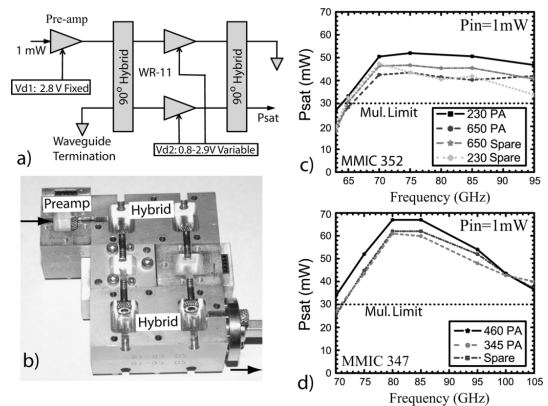 Pre-amp
1 mW
Vd1: 2.8 V Fixed
90° Hybrid
WR-11
90° Hybrid
Psat
Waveguide
Termination
Vd2: 0.8-2.9V Variable
a)
Preamp
Hybrid
Hybrid
b)
Pin=1mW
Psat (mW)
70
60
50
40
30
20
10
0
Mul. Limit
230 PA
650 PA
650 Spare
230 Spare
MMIC 352
65
70
75
80
85
90
95
Frequency (GHz)
c)
Pin=1mW
Psat (mW)
70
60
50
40
30
20
10
0
Mul. Limit
460 PA
345 PA
Spare
MMIC 347
70
75
80
85
90
95
100
105
Frequency (GHz)
d)